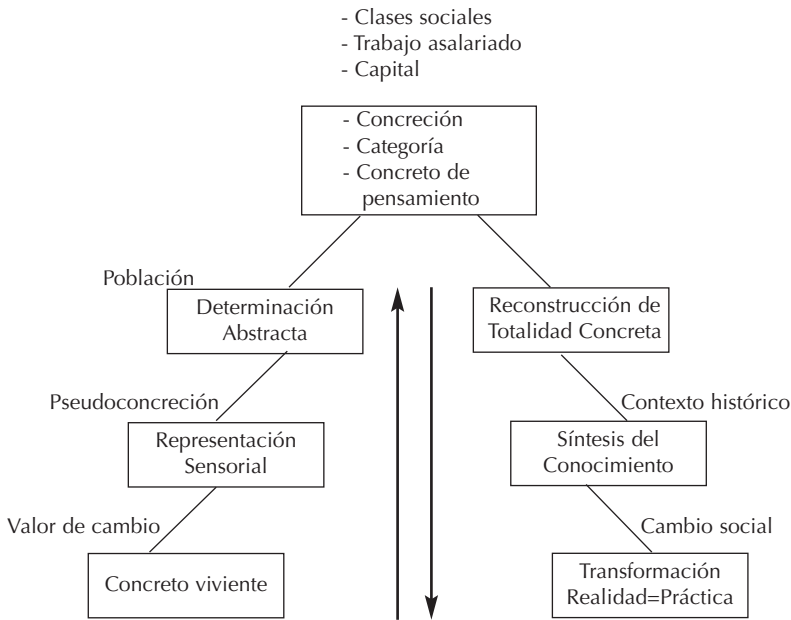 - Clases sociales
- Trabajo asalariado
- Capital
- Concreción
- Categoría
- Concreto de
pensamiento
Población
Determinación
Abstracta
Reconstrucción de
Totalidad Concreta
Pseudoconcreción
Contexto histórico
Representación
Sensorial
Síntesis del
Conocimiento
Valor de cambio
Cambio social
Concreto viviente
Transformación
Realidad=Práctica